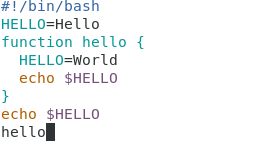 #!/bin/bash
HELLO=Hello
function hello {
  HELLO=World
  echo $HELLO
}
echo $HELLO
hello